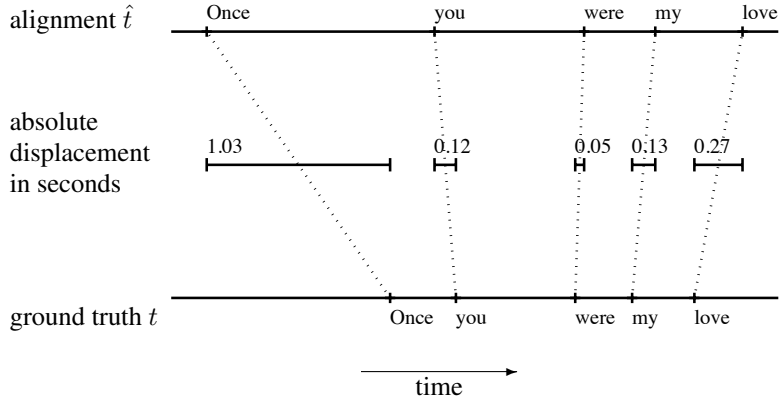 alignment t̂
Once you were my love
absolute
displacement
in seconds
1.03 0.12 0.05 0.13 0.27
ground truth t
Once you were my love
time